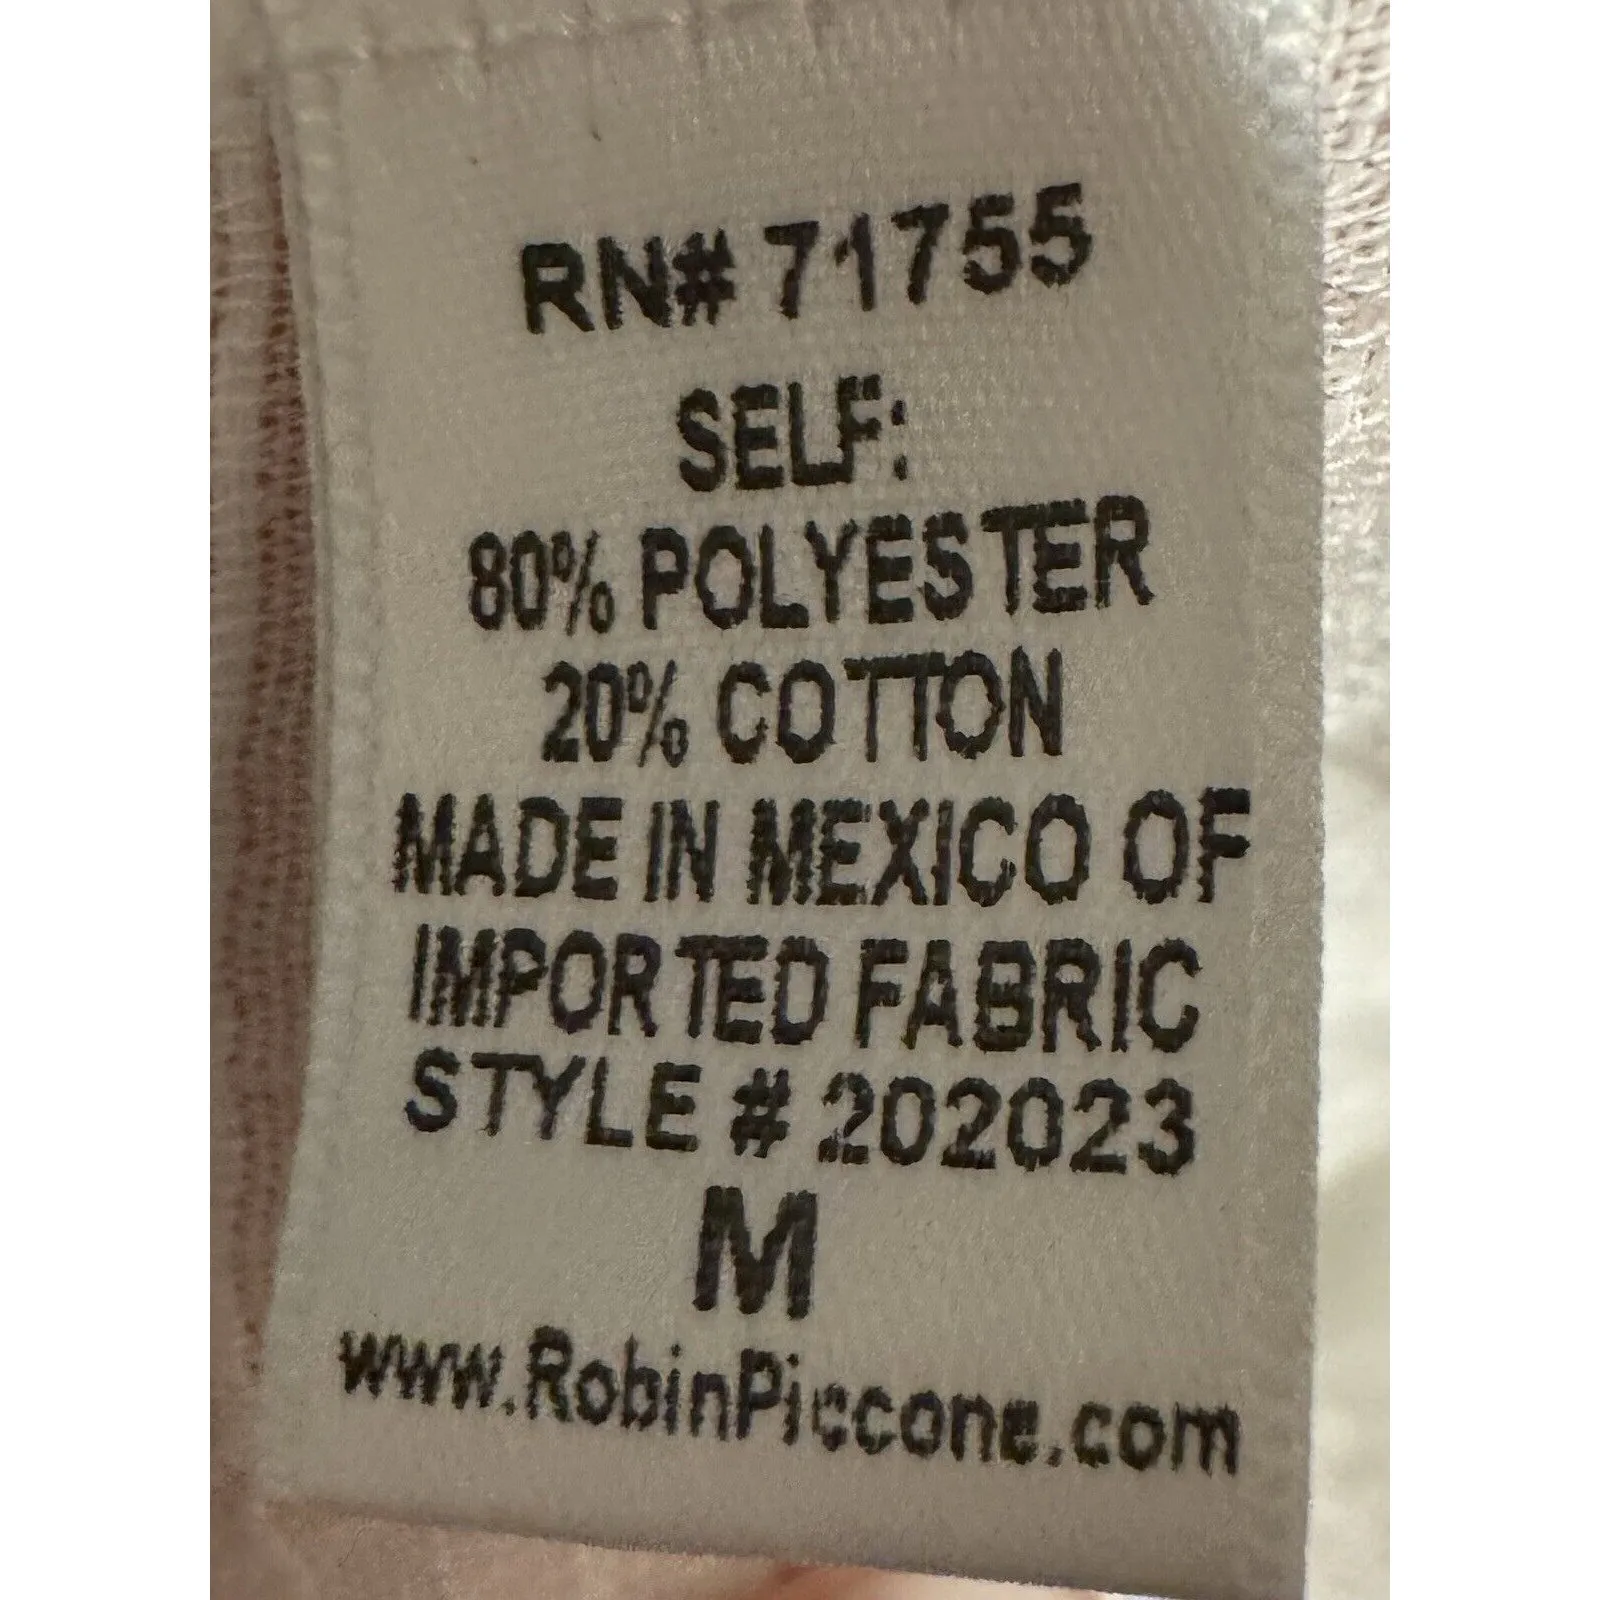 RN# 71755
SELF:
80% POLYESTER
20% COTTON
MADE IN MEXICO OF
IMPORTED FABRIC
STYLE # 202023
M
www.RobinPiccone.com